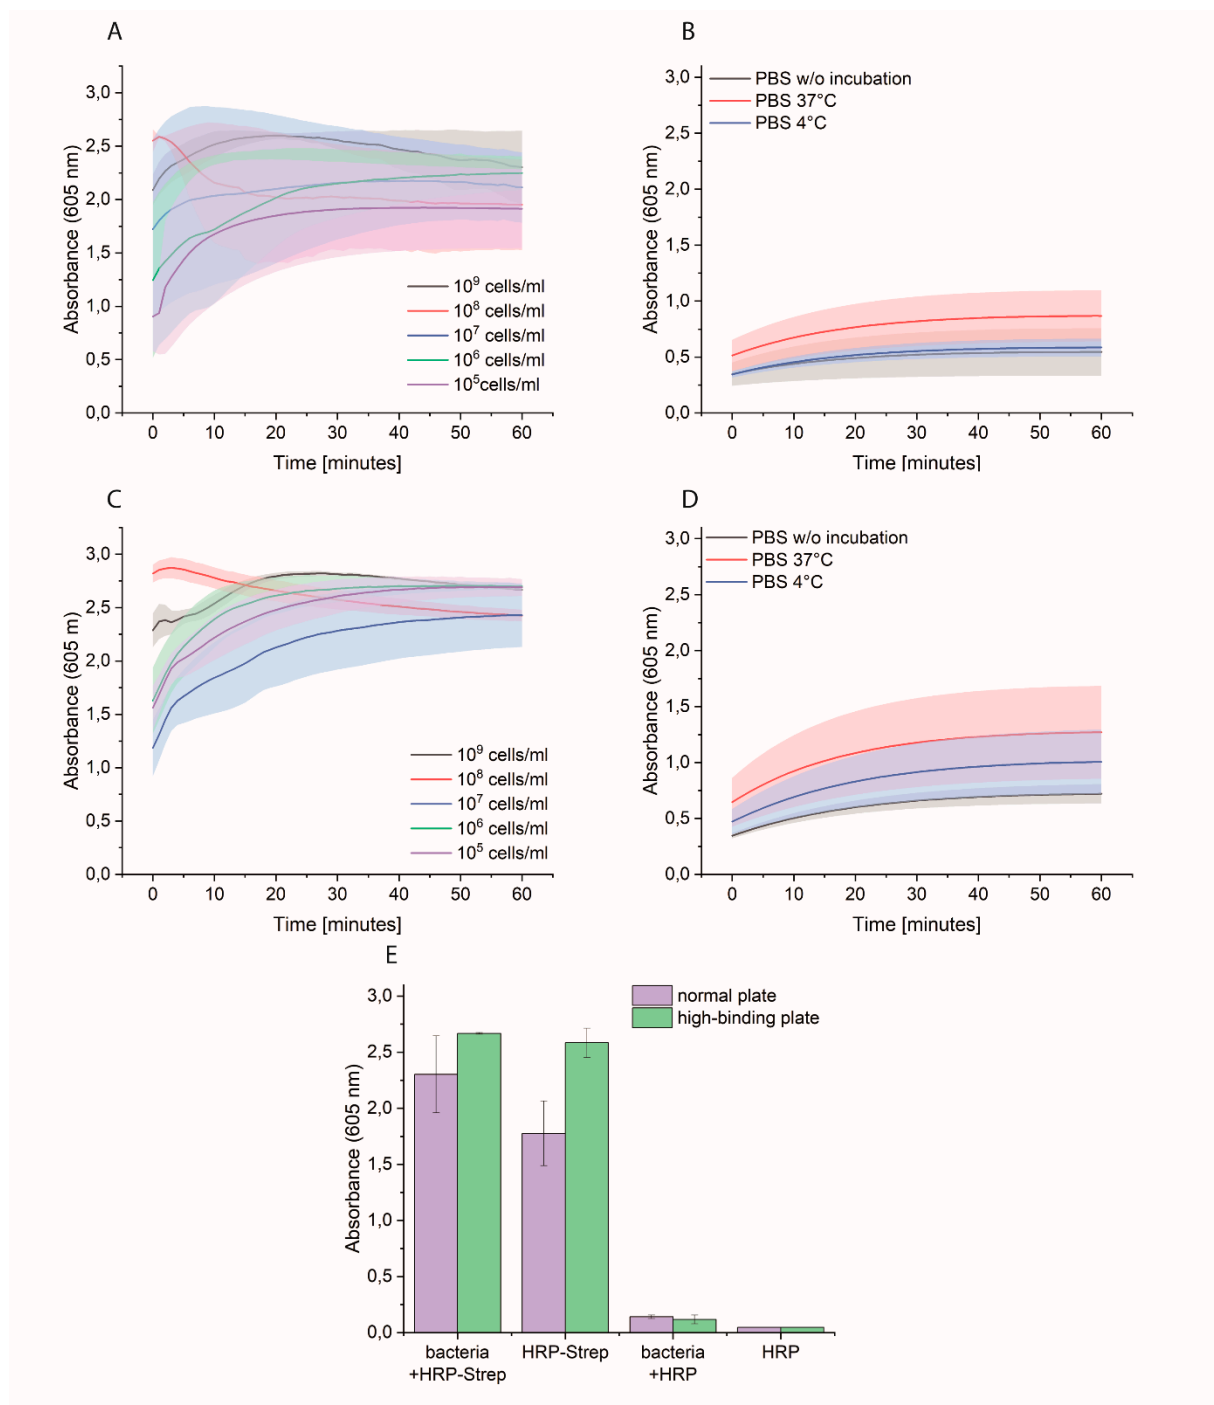 A
Absorbance (605 nm)
3,0
2,5
2,0
1,5
1,0
0,5
0,0
10⁹ cells/ml
10⁸ cells/ml
10⁷ cells/ml
10⁶ cells/ml
10⁵cells/ml
0 10 20 30 40 50 60
Time [minutes]
B
Absorbance (605 nm)
3,0
2,5
2,0
1,5
1,0
0,5
0,0
PBS w/o incubation
PBS 37°C
PBS 4°C
0 10 20 30 40 50 60
Time [minutes]
C
Absorbance (605 m)
3,0
2,5
2,0
1,5
1,0
0,5
0,0
10⁹ cells/ml
10⁸ cells/ml
10⁷ cells/ml
10⁶ cells/ml
10⁵ cells/ml
0 10 20 30 40 50 60
Time [minutes]
D
Absorbance (605 nm)
3,0
2,5
2,0
1,5
1,0
0,5
0,0
PBS w/o incubation
PBS 37°C
PBS 4°C
0 10 20 30 40 50 60
Time [minutes]
E
Absorbance (605 nm)
3,0
2,5
2,0
1,5
1,0
0,5
0,0
normal plate
high-binding plate
bacteria
+HRP-Strep
HRP-Strep
bacteria
+HRP
HRP